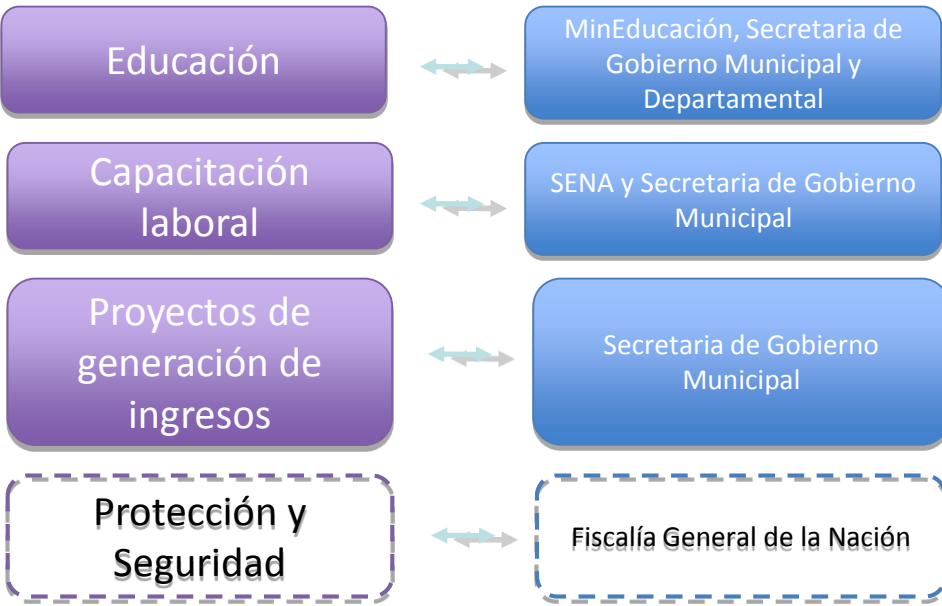 Educación
MinEducación, Secretaria de
Gobierno Municipal y
Departamental
Capacitación
laboral
SENA y Secretaria de Gobierno
Municipal
Proyectos de
generación de
ingresos
Secretaria de Gobierno
Municipal
Protección y
Seguridad
Fiscalía General de la Nación